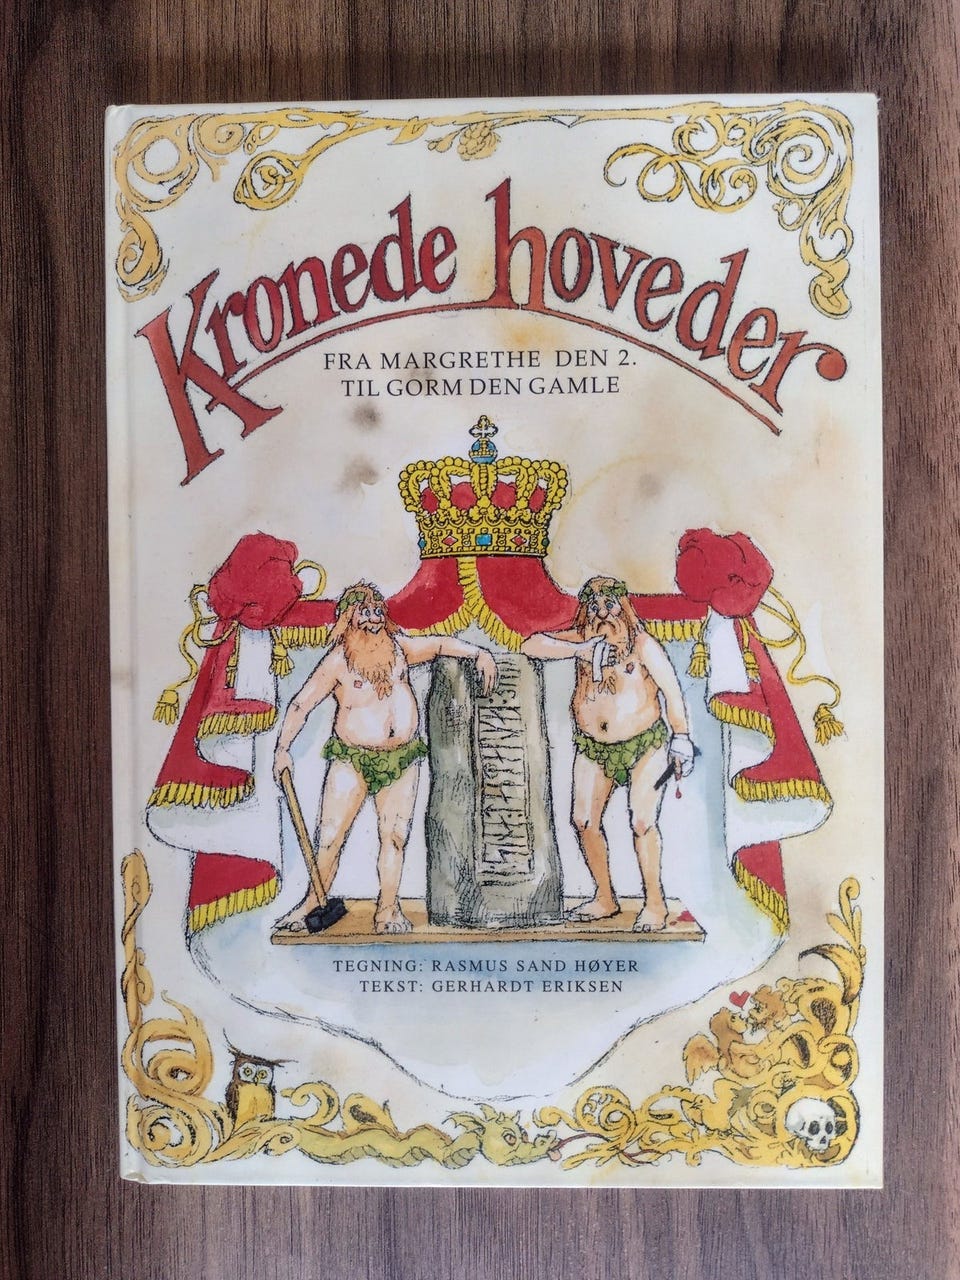 Kronede hoveder
FRA MARGRETHE DEN 2.
TIL GORM DEN GAMLE
TEGNING: RASMUS SAND HØYER
TEKST: GERHARDT ERIKSEN